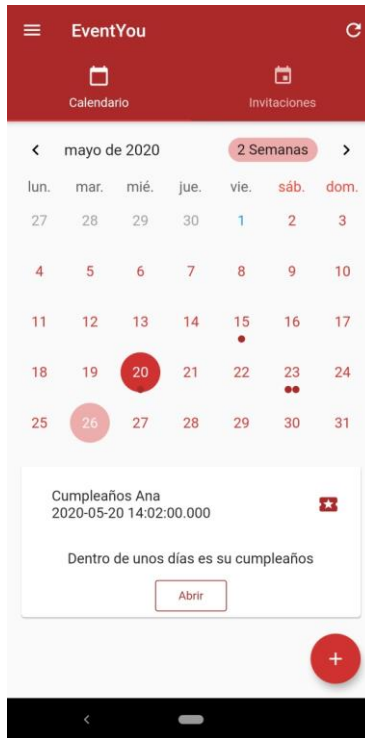 EventYou
Calendario Invitaciones
mayo de 2020 2 Semanas
lun. mar. mié. jue. vie. sáb. dom.
27 28 29 30 1 2 3
4 5 6 7 8 9 10
11 12 13 14 15 16 17
18 19 20 21 22 23 24
25 26 27 28 29 30 31
Cumpleaños Ana
2020-05-20 14:02:00.000
Dentro de unos días es su cumpleaños
Abrir